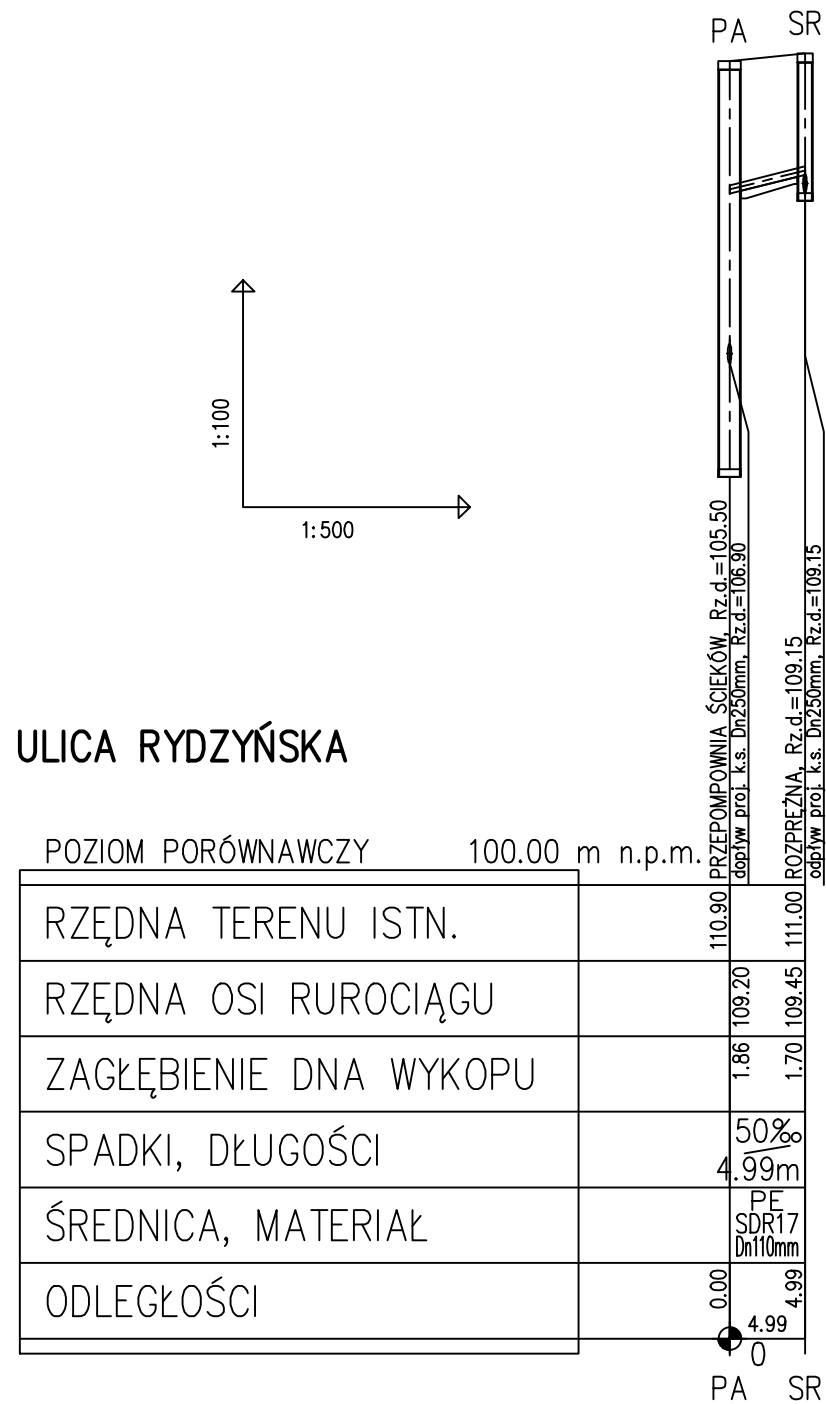 PA SR
1:100
1:500
PRZEPOMPOWNIA ŚCIEKÓW, Rz.d.=105.50
dopływ proj. k.s. Dn250mm, Rz.d.=106.90
ROZPRĘŻNA, Rz.d.=109.15
odpływ proj. k.s. Dn250mm, Rz.d.=109.15
ULICA RYDZYŃSKA
POZIOM PORÓWNAWCZY 100.00 m n.p.m.
RZĘDNA TERENU ISTN. 110.90 111.00
RZĘDNA OSI RUROCIĄGU 109.20 109.45
ZAGŁĘBIENIE DNA WYKOPU 1.86 1.70
SPADKI, DŁUGOŚCI 50‰
4.99m
ŚREDNICA, MATERIAŁ PE
SDR17
Dn110mm
ODLEGŁOŚCI 0.00 4.99
4.99
0
PA SR